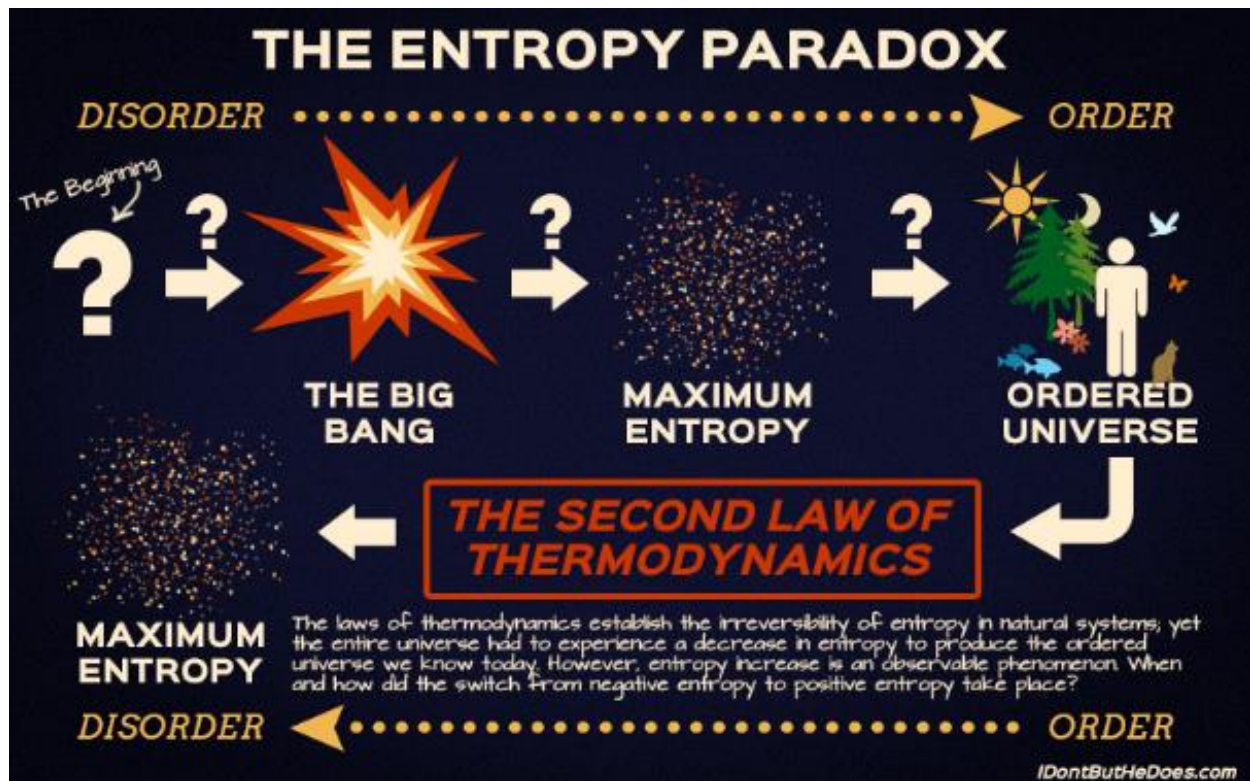 THE ENTROPY PARADOX
DISORDER
ORDER
The Beginning
?
?
?
?
THE BIG
BANG
MAXIMUM
ENTROPY
ORDERED
UNIVERSE
THE SECOND LAW OF
THERMODYNAMICS
MAXIMUM
ENTROPY
The laws of thermodynamics establish the irreversibility of entropy in natural systems; yet
the entire universe had to experience a decrease in entropy to produce the ordered
universe we know today. However, entropy increase is an observable phenomenon. When
and how did the switch from negative entropy to positive entropy take place?
DISORDER
ORDER
IDontButHeDoes.com